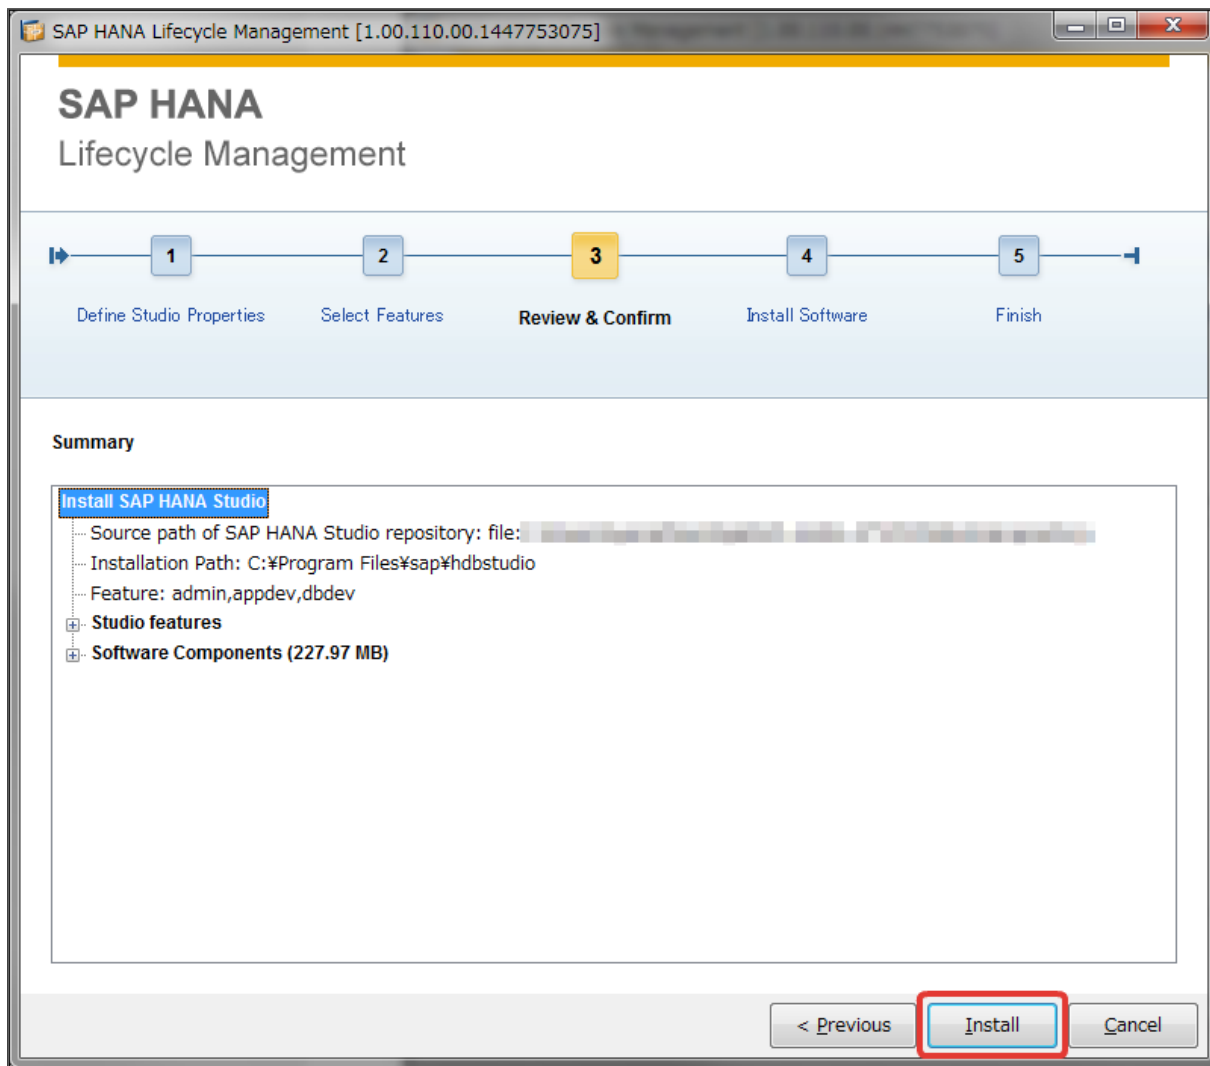 SAP HANA Lifecycle Management [1.00.110.00.1447753075]
SAP HANA
Lifecycle Management
1
2
3
4
5
Define Studio Properties
Select Features
Review & Confirm
Install Software
Finish
Summary
Install SAP HANA Studio
Source path of SAP HANA Studio repository: file:
Installation Path: C:¥Program Files¥sap¥hdbstudio
Feature: admin,appdev,dbdev
Studio features
Software Components (227.97 MB)
< Previous
Install
Cancel